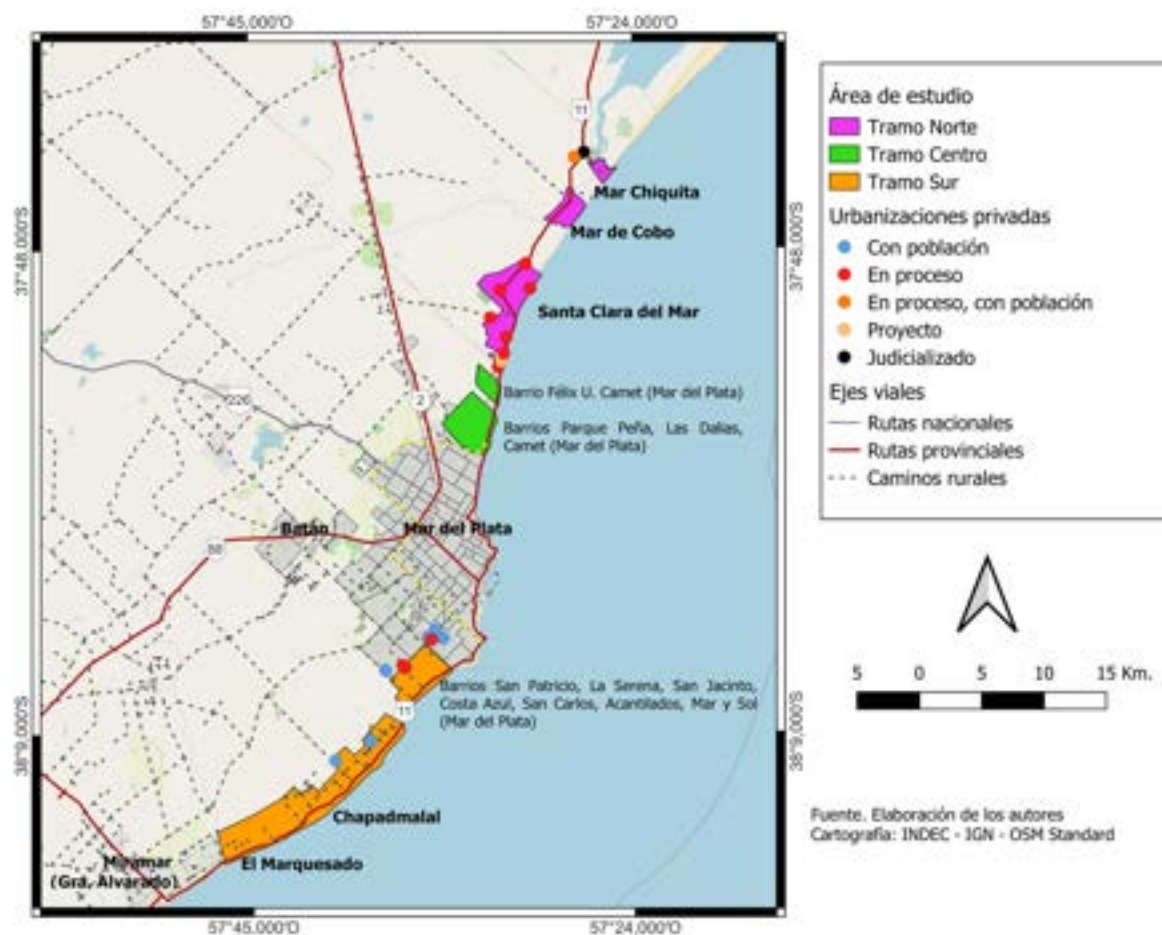 57°45,000'O
57°24,000'O
37°48,000'S
37°48,000'S
38°9,000'S
38°9,000'S
57°45,000'O
57°24,000'O
11
Mar Chiquita
Mar de Cobo
Santa Clara del Mar
Barrio Félix U. Camet (Mar del Plata)
Barrios Parque Peña, Las Dalias,
Camet (Mar del Plata)
226
2
Batán
Mar del Plata
88
Barrios San Patricio, La Serena, San Jacinto,
Costa Azul, San Carlos, Acantilados, Mar y Sol
(Mar del Plata)
11
Chapadmalal
El Marquesado
Miramar
(Gra. Alvarado)
Área de estudio
Tramo Norte
Tramo Centro
Tramo Sur
Urbanizaciones privadas
Con población
En proceso
En proceso, con población
Proyecto
Judicializado
Ejes viales
Rutas nacionales
Rutas provinciales
Caminos rurales
5 0 5 10 15 Km.
Fuente. Elaboración de los autores
Cartografía: INDEC - IGN - OSM Standard